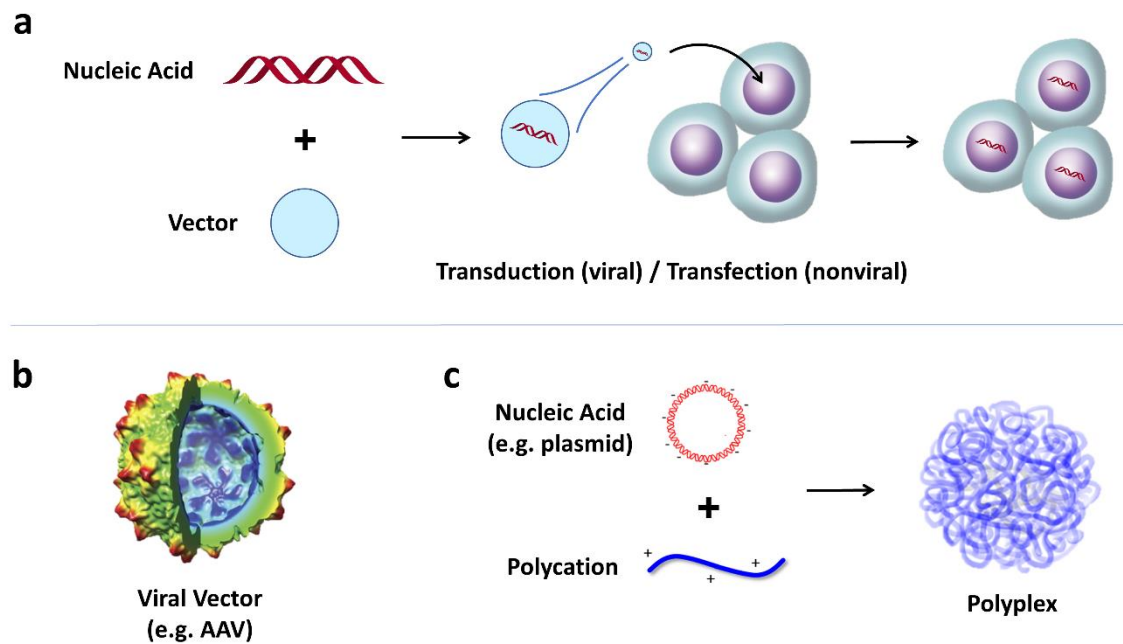 a
Nucleic Acid
+
Vector
Transduction (viral) / Transfection (nonviral)
b
Viral Vector
(e.g. AAV)
c
Nucleic Acid
(e.g. plasmid)
+
Polycation
Polyplex